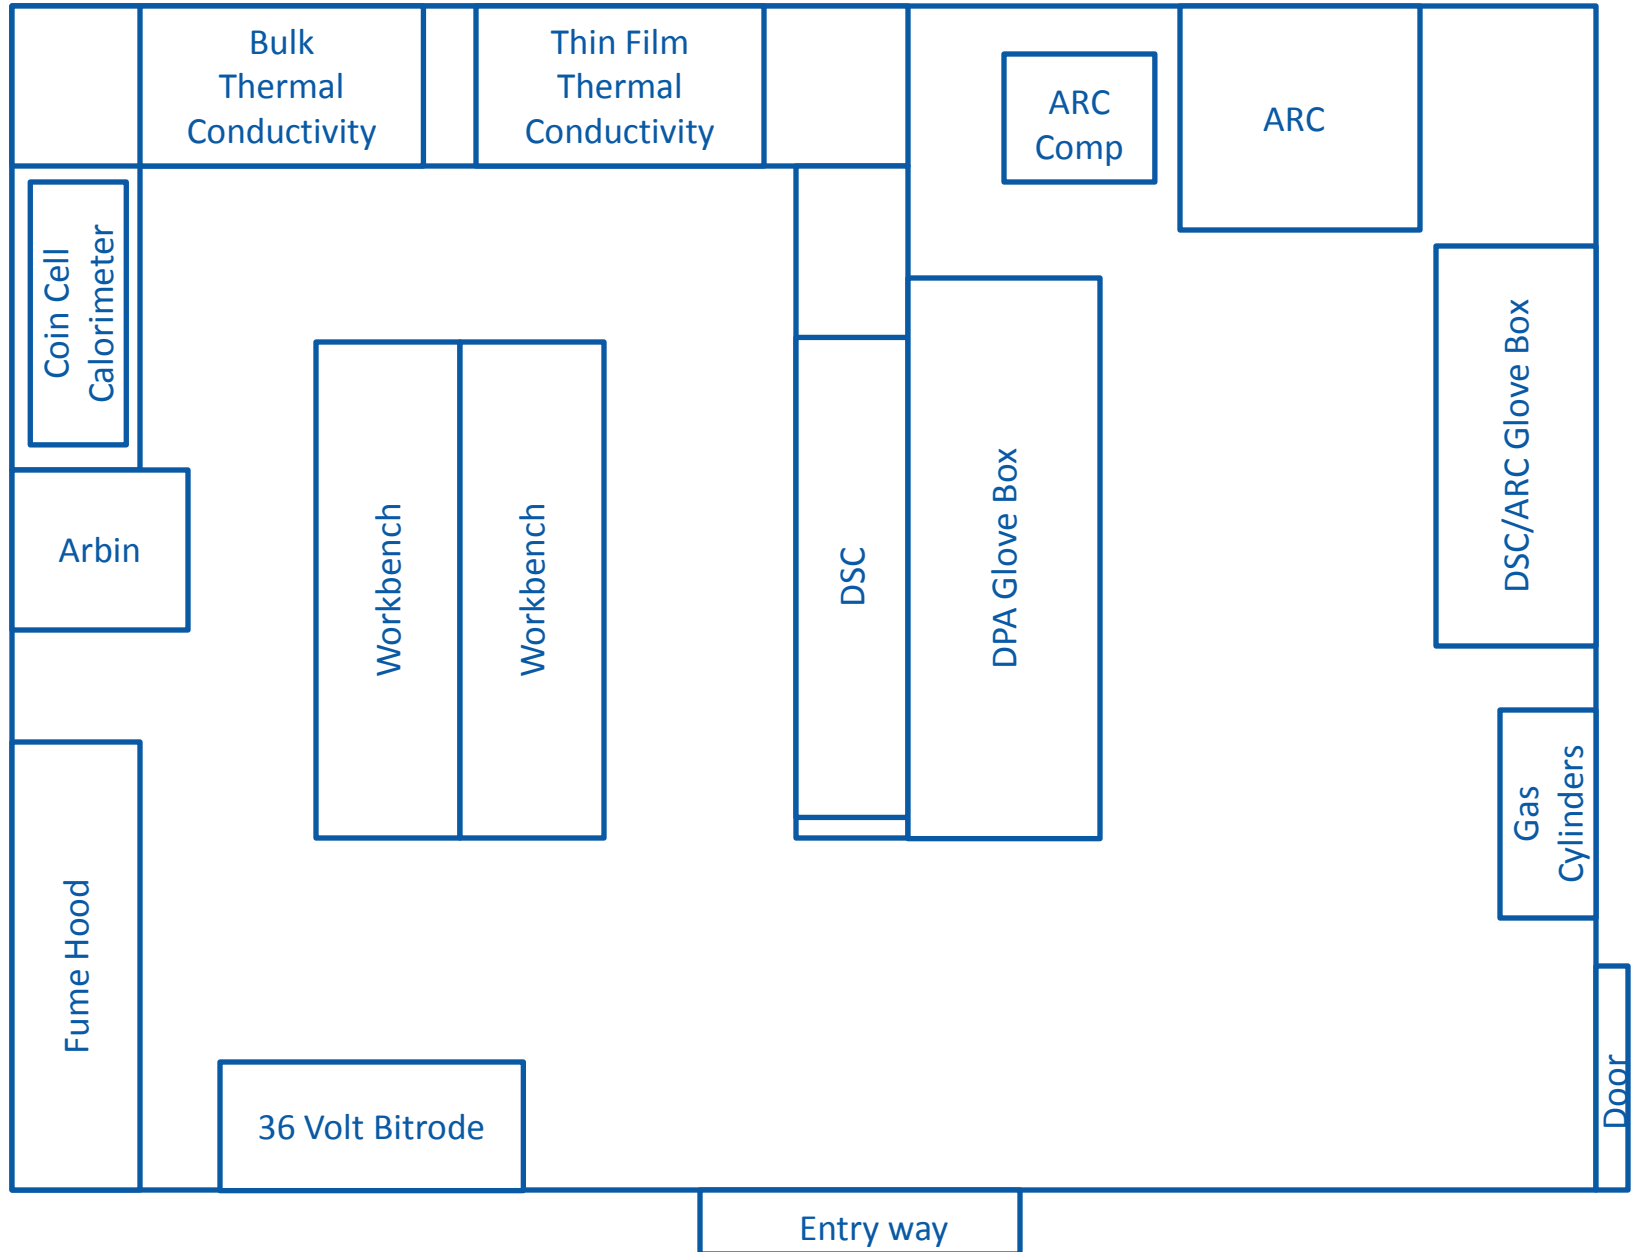 Bulk
Thermal
Conductivity
Thin Film
Thermal
Conductivity
ARC
Comp
ARC
Coin Cell
Calorimeter
DSC/ARC Glove Box
Arbin
Workbench
Workbench
DSC
DPA Glove Box
Gas
Cylinders
Fume Hood
36 Volt Bitrode
Door
Entry way